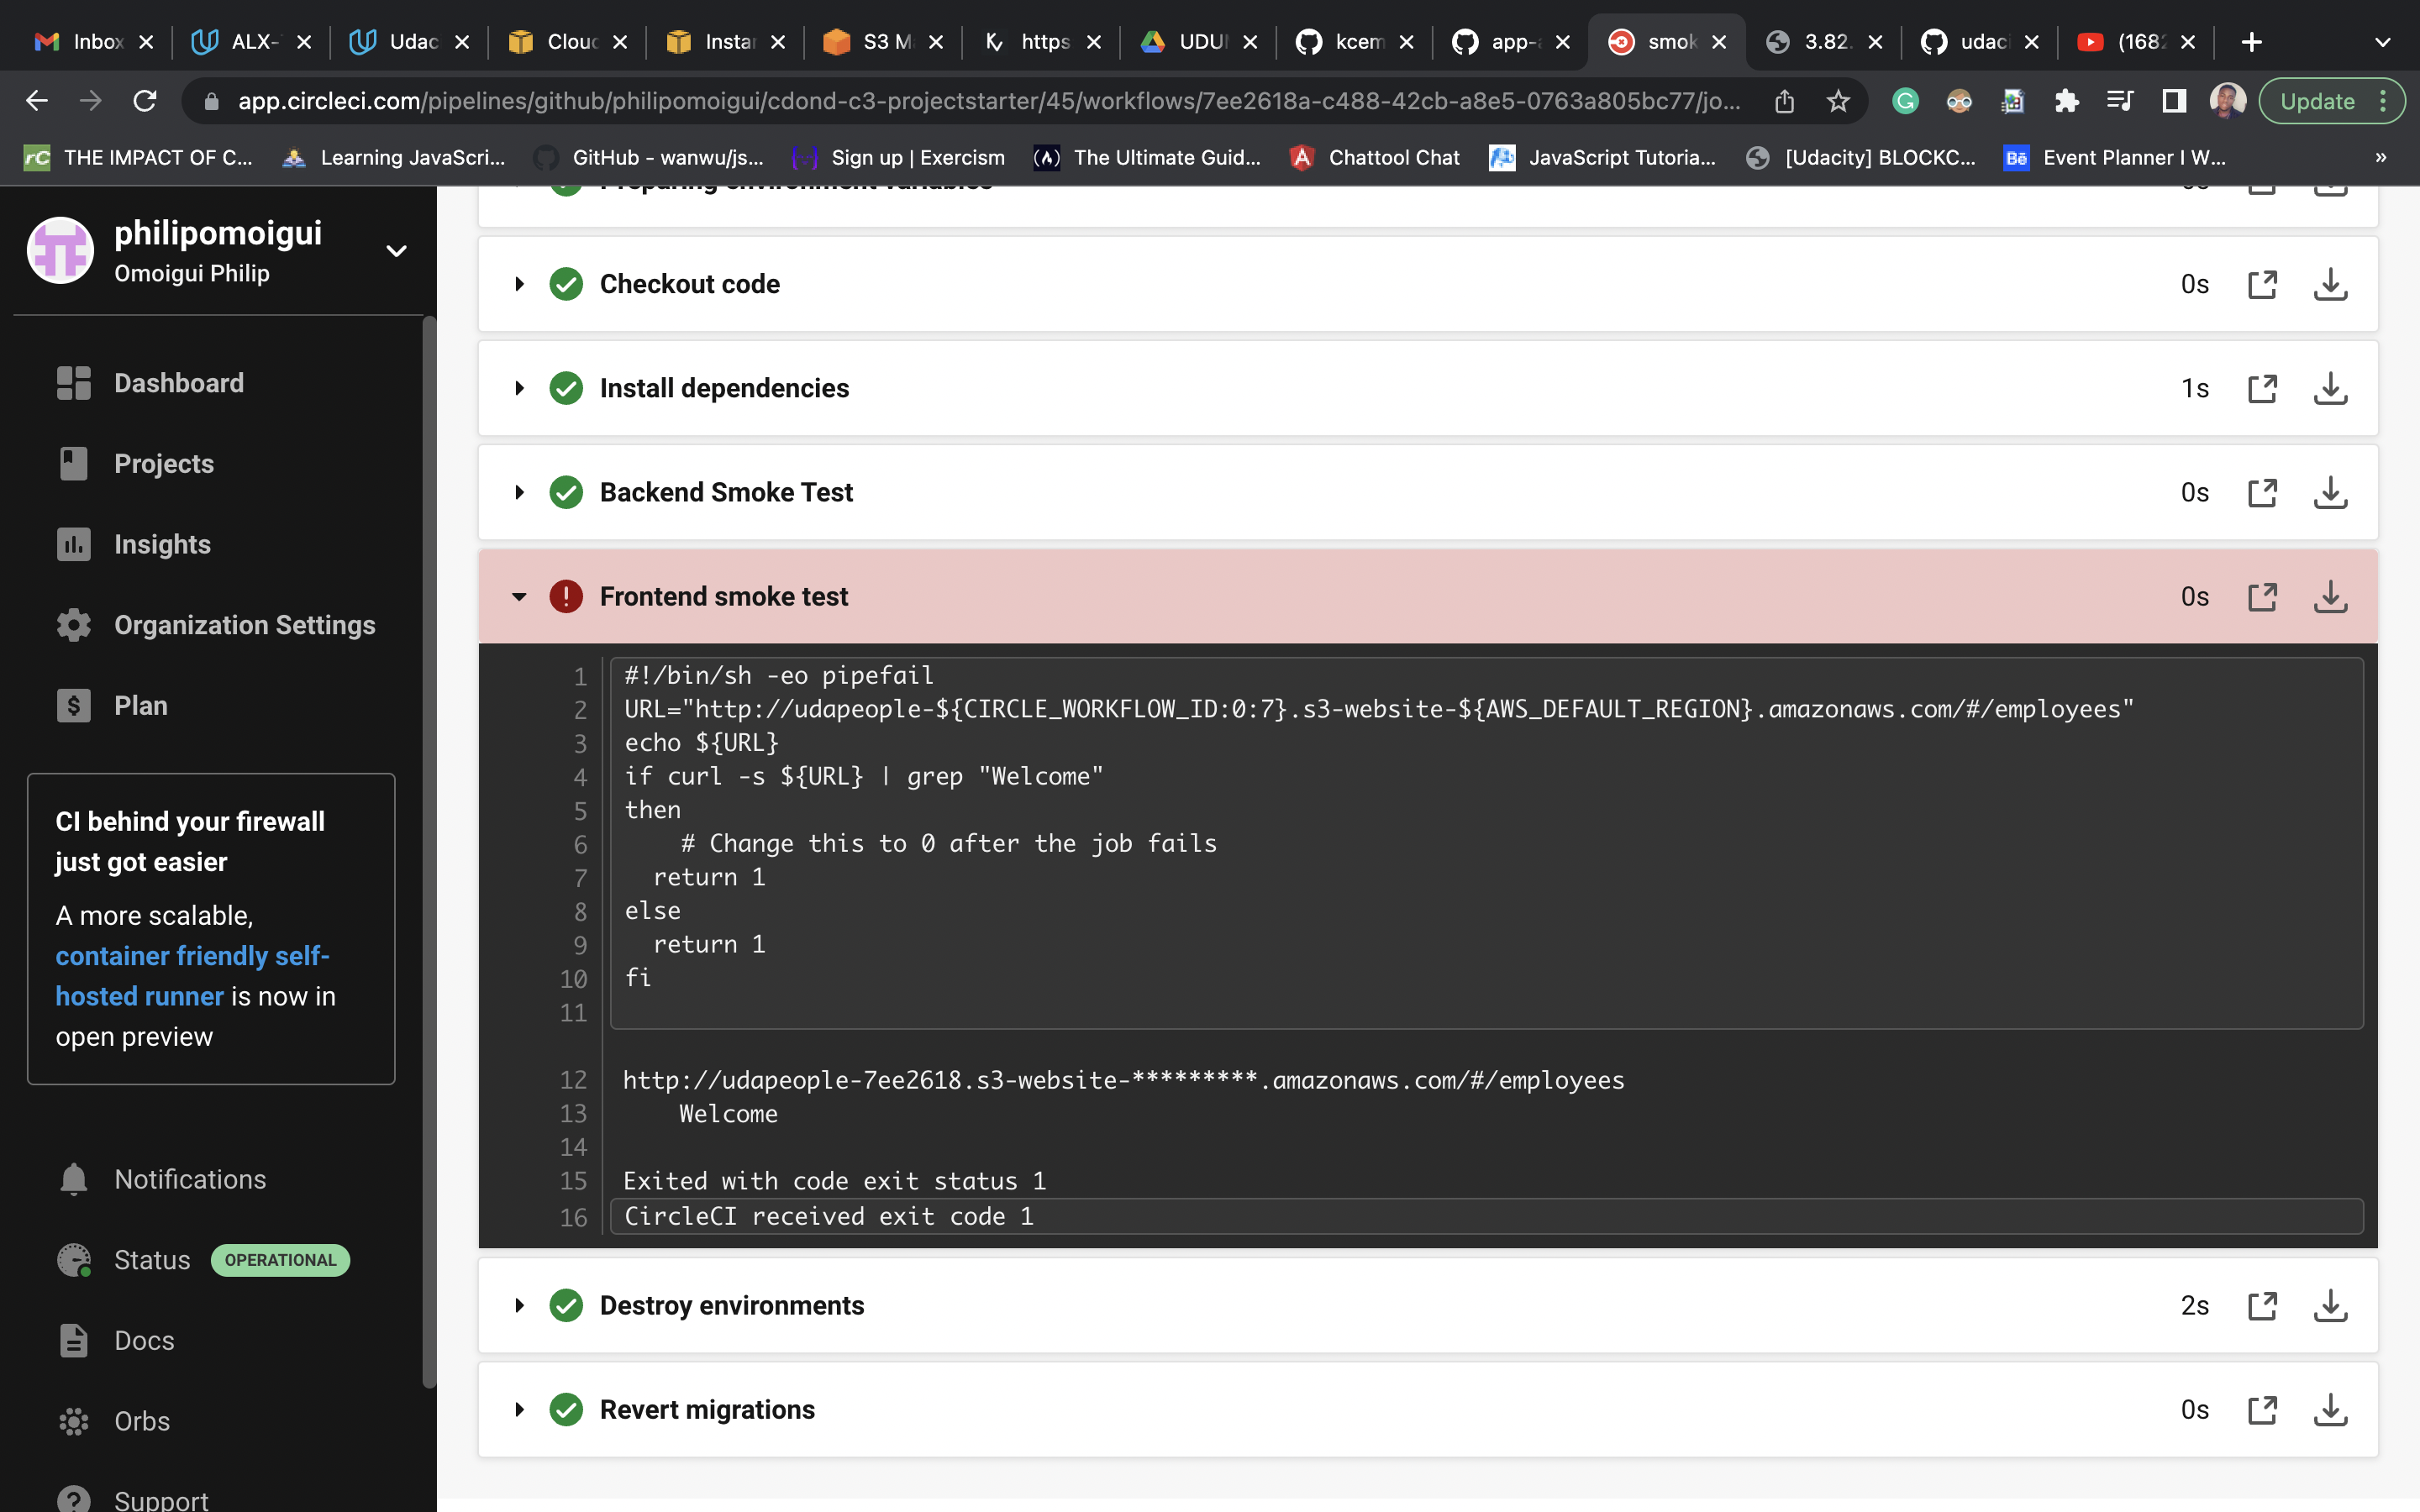 Inbox
ALX-
Udac
Clouc
Instar
S3 M
https
UDU
kcem
app-a
smok
3.82.
udaci
(1682
app.circleci.com/pipelines/github/philipomoigui/cdond-c3-projectstarter/45/workflows/7ee2618a-c488-42cb-a8e5-0763a805bc77/jo...
Update
rC THE IMPACT OF C...
Learning JavaScri...
GitHub - wanwu/js...
Sign up | Exercism
The Ultimate Guid...
Chattool Chat
JavaScript Tutoria...
[Udacity] BLOCKC...
Bē Event Planner I W...
»
philipomoigui
Omoigui Philip
Dashboard
Projects
Insights
Organization Settings
Plan
CI behind your firewall
just got easier
A more scalable,
container friendly self-
hosted runner is now in
open preview
Notifications
Status OPERATIONAL
Docs
Orbs
Support
Preparing environment variables 0s
Checkout code 0s
Install dependencies 1s
Backend Smoke Test 0s
Frontend smoke test 0s
1 #!/bin/sh -eo pipefail
2 URL="http://udapeople-${CIRCLE_WORKFLOW_ID:0:7}.s3-website-${AWS_DEFAULT_REGION}.amazonaws.com/#/employees"
3 echo ${URL}
4 if curl -s ${URL} | grep "Welcome"
5 then
6     # Change this to 0 after the job fails
7   return 1
8 else
9   return 1
10 fi
11
12 http://udapeople-7ee2618.s3-website-*********.amazonaws.com/#/employees
13     Welcome
14
15 Exited with code exit status 1
16 CircleCI received exit code 1
Destroy environments 2s
Revert migrations 0s